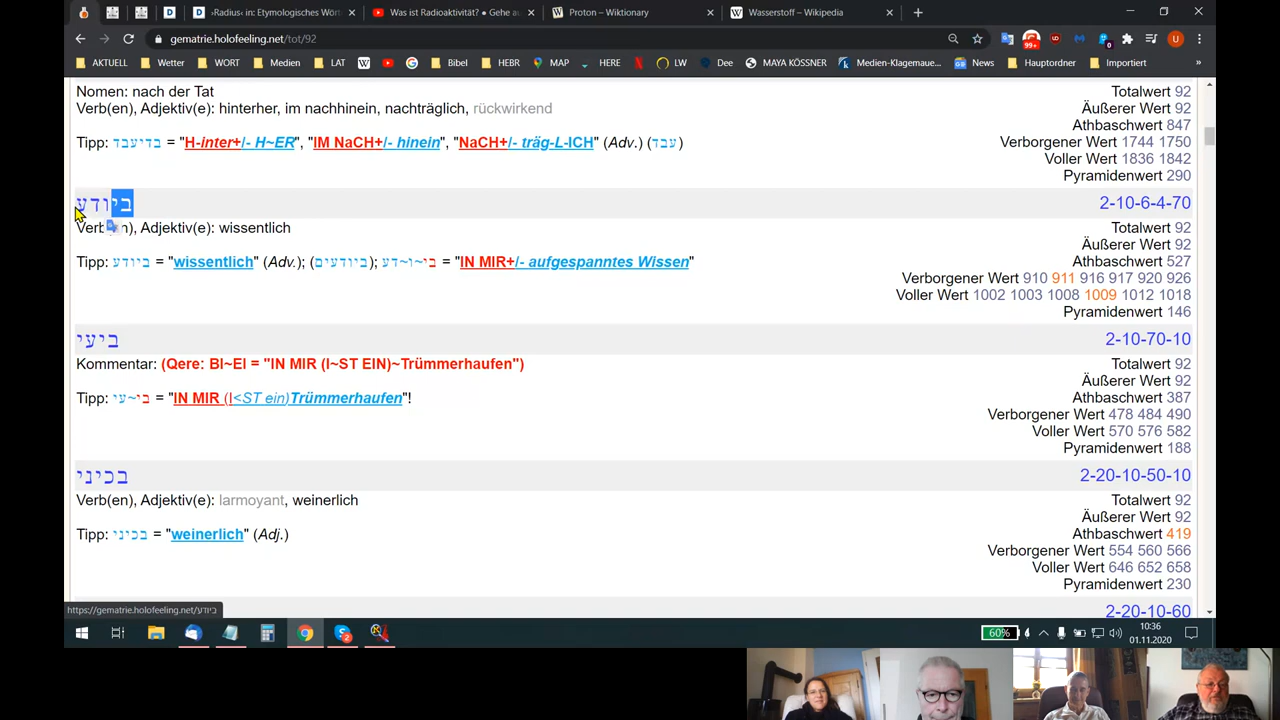 ›Radius‹ in: Etymologisches Wört
Was ist Radioaktivität? ● Gehe au
Proton – Wiktionary
Wasserstoff – Wikipedia
gematrie.holofeeling.net/tot/92
AKTUELL Wetter WORT Medien LAT Bibel HEBR MAP HERE LW Dee MAYA KÖSSNER Medien-Klagemaue... News Hauptordner Importiert »
Nomen: nach der Tat
Totalwert 92
Verb(en), Adjektiv(e): hinterher, im nachhinein, nachträglich, rückwirkend
Äußerer Wert 92
Athbaschwert 847
Tipp: בדיעבד = "H-inter+/- H~ER", "IM NaCH+/- hinein", "NaCH+/- träg-L-ICH" (Adv.) (עבד)
Verborgener Wert 1744 1750
Voller Wert 1836 1842
Pyramidenwert 290
ביודע 2-10-6-4-70
Verb(en), Adjektiv(e): wissentlich
Totalwert 92
Äußerer Wert 92
Tipp: ביודע = "wissentlich" (Adv.); (ביודעים); בי~ו~דע = "IN MIR+/- aufgespanntes Wissen"
Athbaschwert 527
Verborgener Wert 910 911 916 917 920 926
Voller Wert 1002 1003 1008 1009 1012 1018
Pyramidenwert 146
ביעי 2-10-70-10
Kommentar: (Qere: BI~EI = "IN MIR (I~ST EIN)~Trümmerhaufen")
Totalwert 92
Äußerer Wert 92
Tipp: בי~עי = "IN MIR (I<ST ein)Trümmerhaufen"!
Athbaschwert 387
Verborgener Wert 478 484 490
Voller Wert 570 576 582
Pyramidenwert 188
בכיני 2-20-10-50-10
Verb(en), Adjektiv(e): larmoyant, weinerlich
Totalwert 92
Äußerer Wert 92
Tipp: בכיני = "weinerlich" (Adj.)
Athbaschwert 419
Verborgener Wert 554 560 566
Voller Wert 646 652 658
Pyramidenwert 230
2-20-10-60
https://gematrie.holofeeling.net/ביודע
60%
10:36
01.11.2020